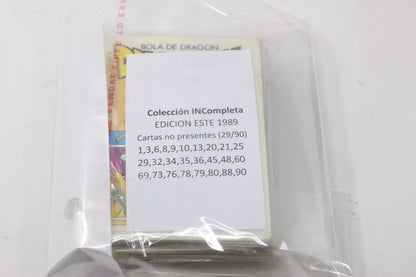 BOLA DE DRAGON
Colección INCompleta
EDICION ESTE 1989
Cartas no presentes (29/90)
1,3,6,8,9,10,13,20,21,25
29,32,34,35,36,45,48,60
69,73,76,78,79,80,88,90